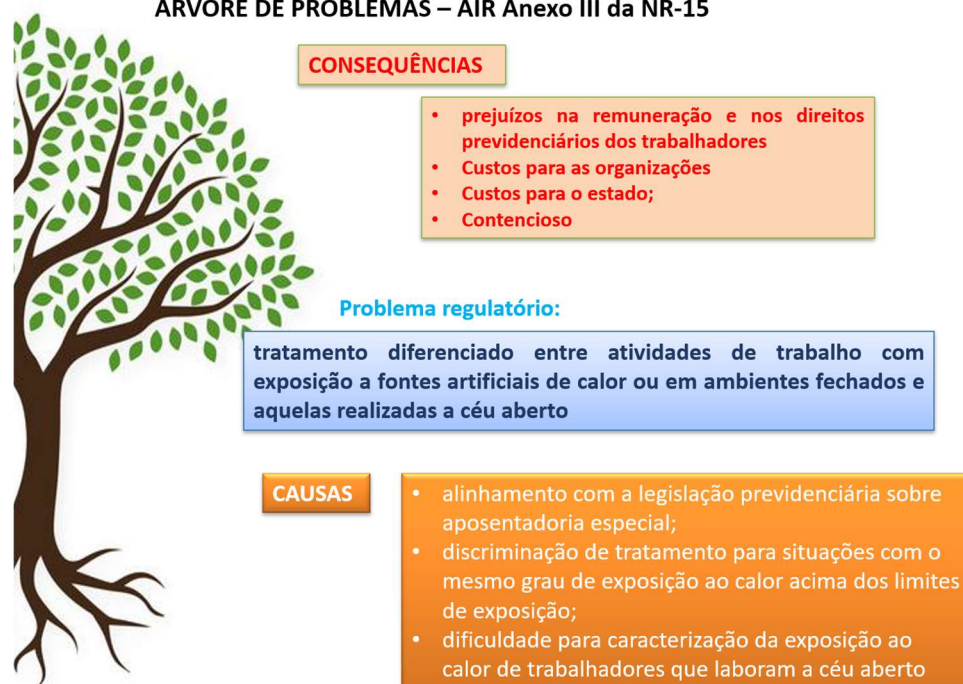 ÁRVORE DE PROBLEMAS – AIR Anexo III da NR-15
CONSEQUÊNCIAS
• prejuízos na remuneração e nos direitos
previdenciários dos trabalhadores
• Custos para as organizações
• Custos para o estado;
• Contencioso
Problema regulatório:
tratamento diferenciado entre atividades de trabalho com
exposição a fontes artificiais de calor ou em ambientes fechados e
aquelas realizadas a céu aberto
CAUSAS
• alinhamento com a legislação previdenciária sobre
aposentadoria especial;
• discriminação de tratamento para situações com o
mesmo grau de exposição ao calor acima dos limites
de exposição;
• dificuldade para caracterização da exposição ao
calor de trabalhadores que laboram a céu aberto